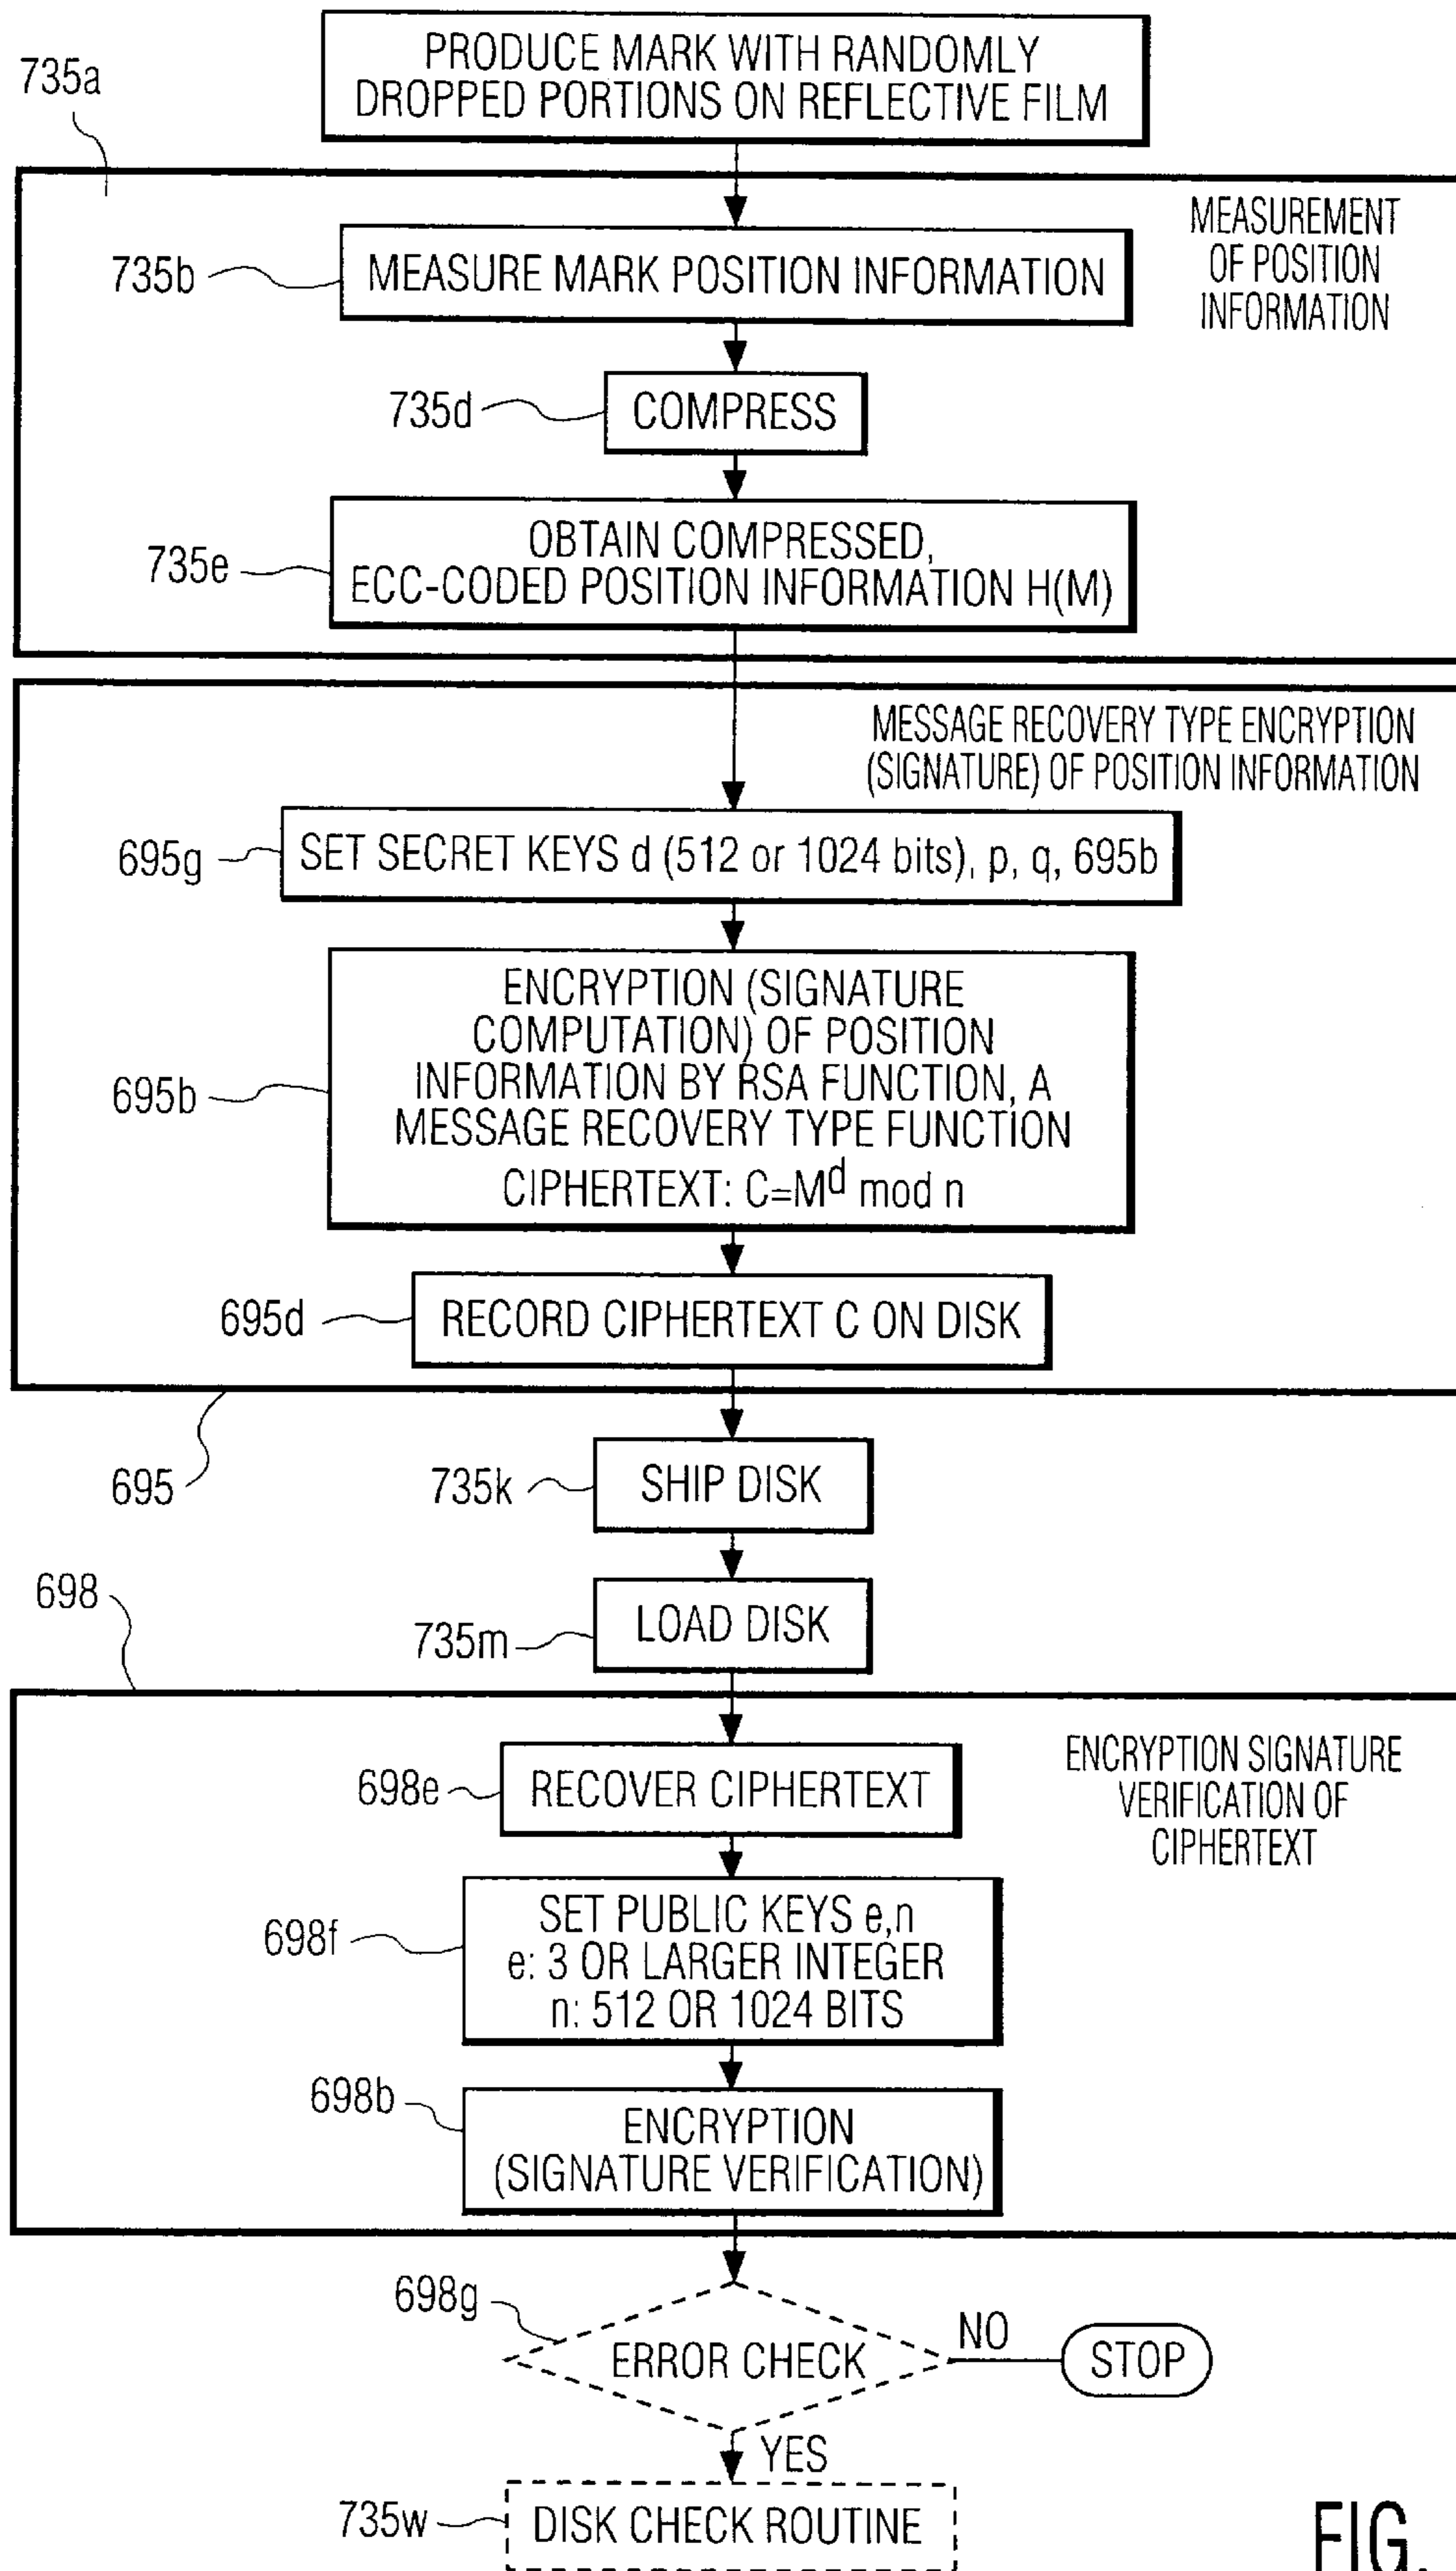 PRODUCE MARK WITH RANDOMLY
DROPPED PORTIONS ON REFLECTIVE FILM
735a
MEASUREMENT
OF POSITION
INFORMATION
735b
MEASURE MARK POSITION INFORMATION
735d
COMPRESS
735e
OBTAIN COMPRESSED,
ECC-CODED POSITION INFORMATION H(M)
MESSAGE RECOVERY TYPE ENCRYPTION
(SIGNATURE) OF POSITION INFORMATION
695g
SET SECRET KEYS d (512 or 1024 bits), p, q, 695b
695b
ENCRYPTION (SIGNATURE
COMPUTATION) OF POSITION
INFORMATION BY RSA FUNCTION, A
MESSAGE RECOVERY TYPE FUNCTION
CIPHERTEXT: C=M^d mod n
695d
RECORD CIPHERTEXT C ON DISK
695
735k
SHIP DISK
698
735m
LOAD DISK
ENCRYPTION SIGNATURE
VERIFICATION OF
CIPHERTEXT
698e
RECOVER CIPHERTEXT
698f
SET PUBLIC KEYS e,n
e: 3 OR LARGER INTEGER
n: 512 OR 1024 BITS
698b
ENCRYPTION
(SIGNATURE VERIFICATION)
698g
ERROR CHECK
NO
STOP
YES
735w
DISK CHECK ROUTINE
FIG.